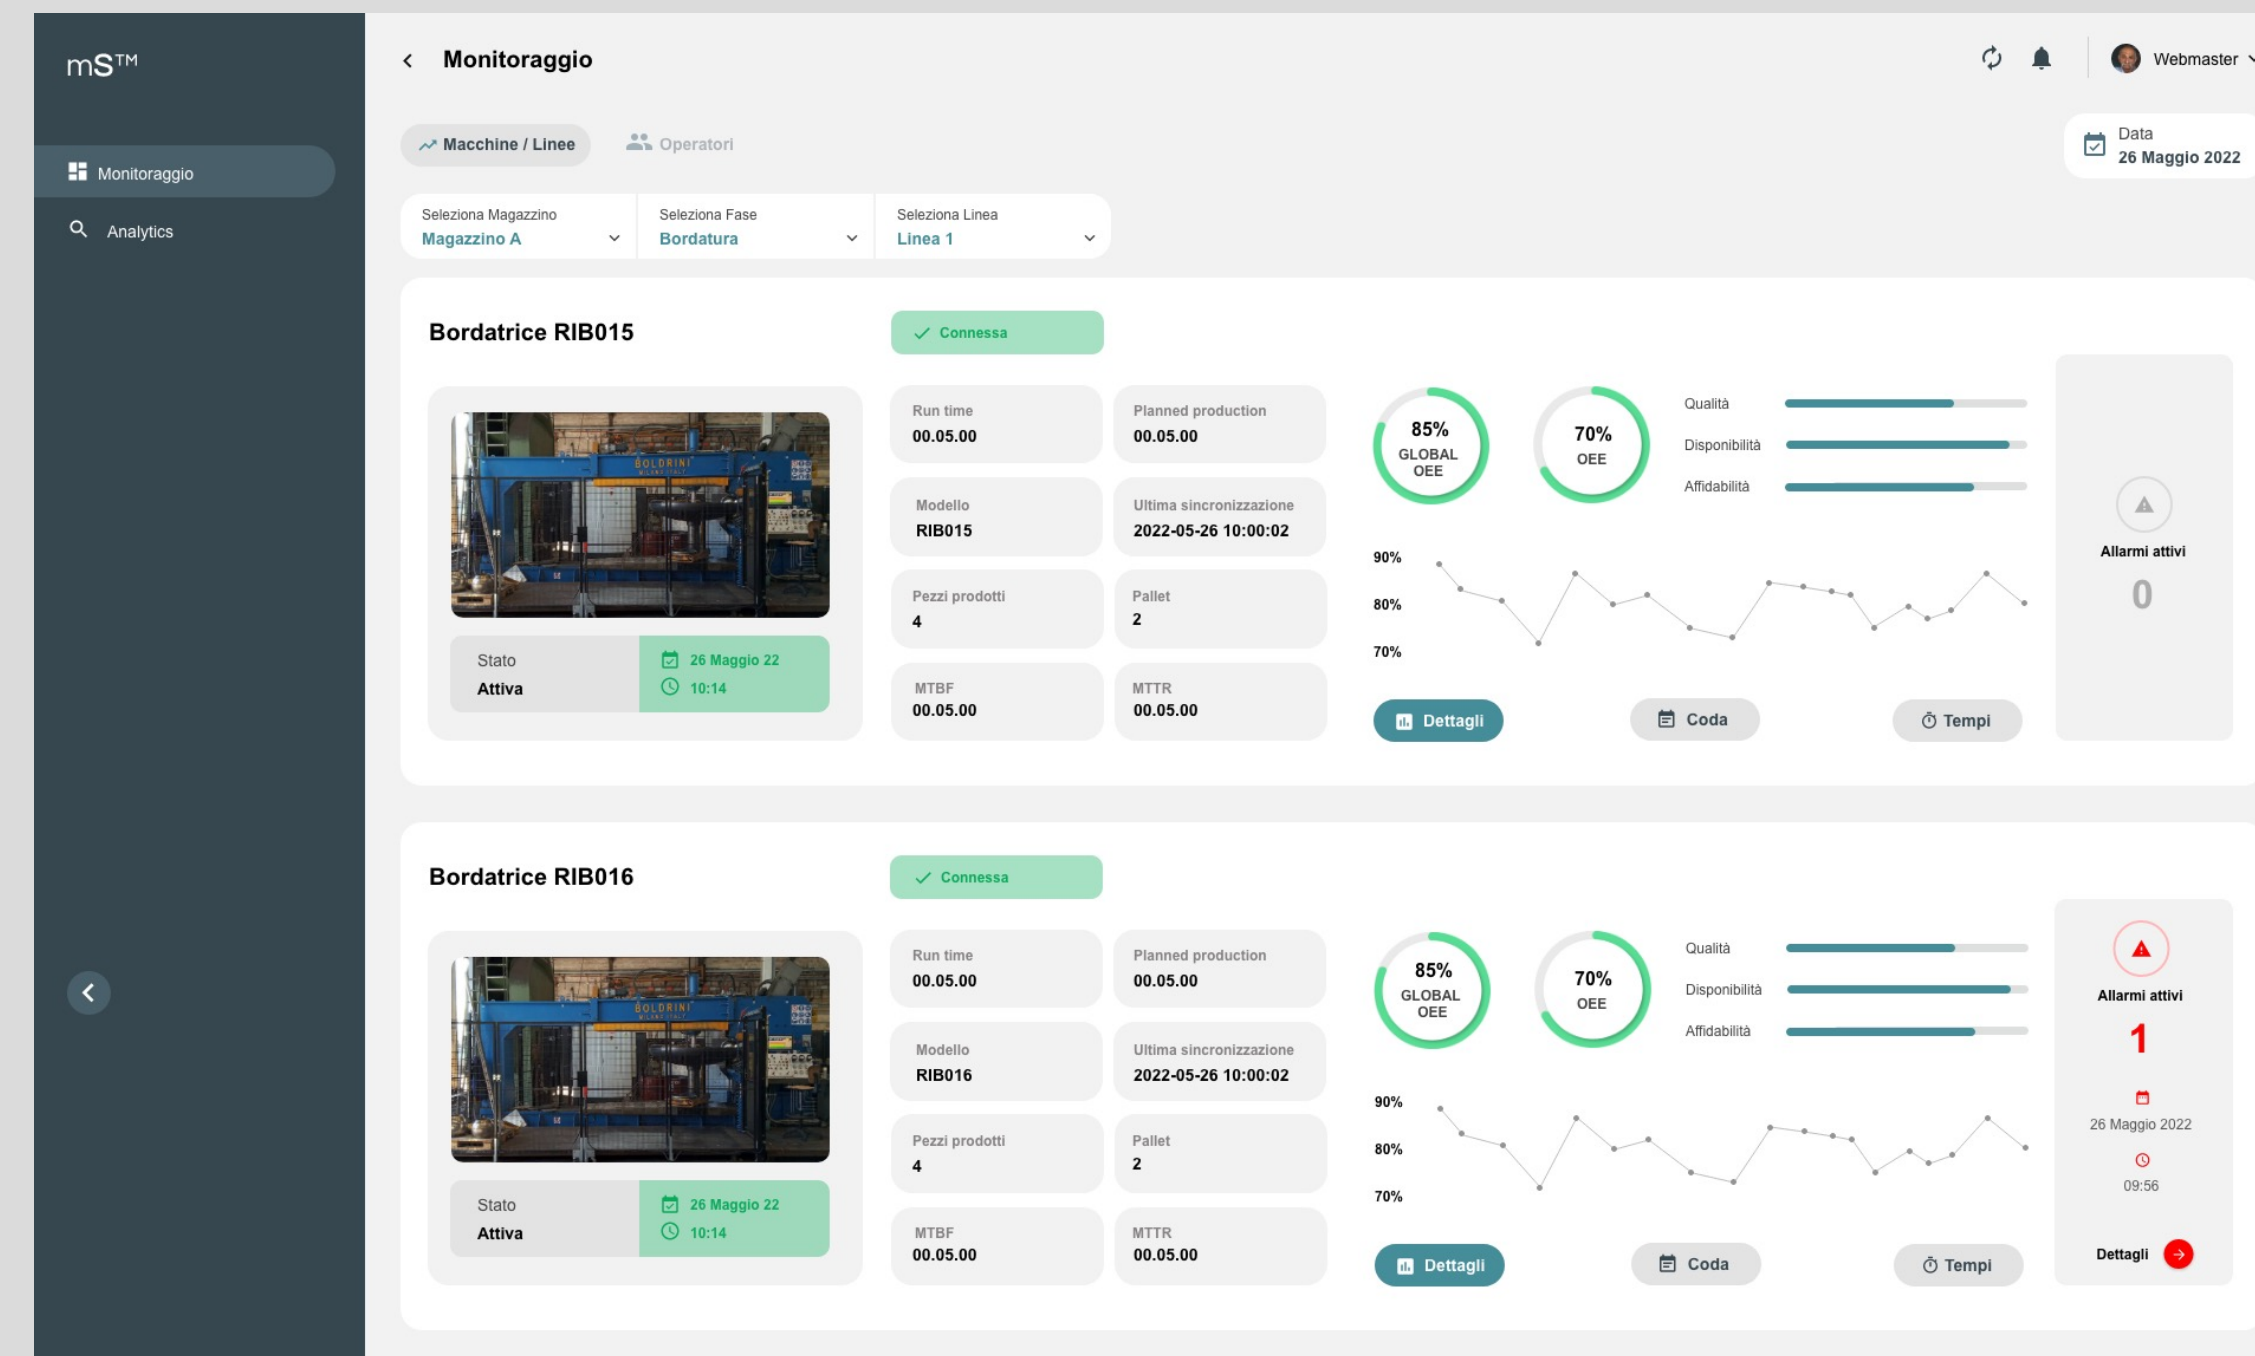 mS™
Monitoraggio
Analytics
Monitoraggio
Webmaster
Macchine / Linee
Operatori
Data
26 Maggio 2022
Seleziona Magazzino
Magazzino A
Seleziona Fase
Bordatura
Seleziona Linea
Linea 1
Bordatrice RIB015
Connessa
BOLDRINI
Stato
Attiva
26 Maggio 22
10:14
Run time
00.05.00
Planned production
00.05.00
Modello
RIB015
Ultima sincronizzazione
2022-05-26 10:00:02
Pezzi prodotti
4
Pallet
2
MTBF
00.05.00
MTTR
00.05.00
85%
GLOBAL
OEE
70%
OEE
Qualità
Disponibilità
Affidabilità
90%
80%
70%
Dettagli
Coda
Tempi
Allarmi attivi
0
Bordatrice RIB016
Connessa
BOLDRINI
Stato
Attiva
26 Maggio 22
10:14
Run time
00.05.00
Planned production
00.05.00
Modello
RIB016
Ultima sincronizzazione
2022-05-26 10:00:02
Pezzi prodotti
4
Pallet
2
MTBF
00.05.00
MTTR
00.05.00
85%
GLOBAL
OEE
70%
OEE
Qualità
Disponibilità
Affidabilità
90%
80%
70%
Dettagli
Coda
Tempi
Allarmi attivi
1
26 Maggio 2022
09:56
Dettagli